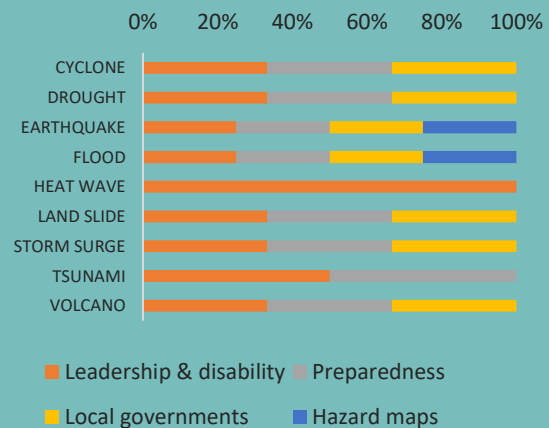 0% 20% 40% 60% 80% 100%
CYCLONE
DROUGHT
EARTHQUAKE
FLOOD
HEAT WAVE
LAND SLIDE
STORM SURGE
TSUNAMI
VOLCANO
Leadership & disability Preparedness
Local governments Hazard maps